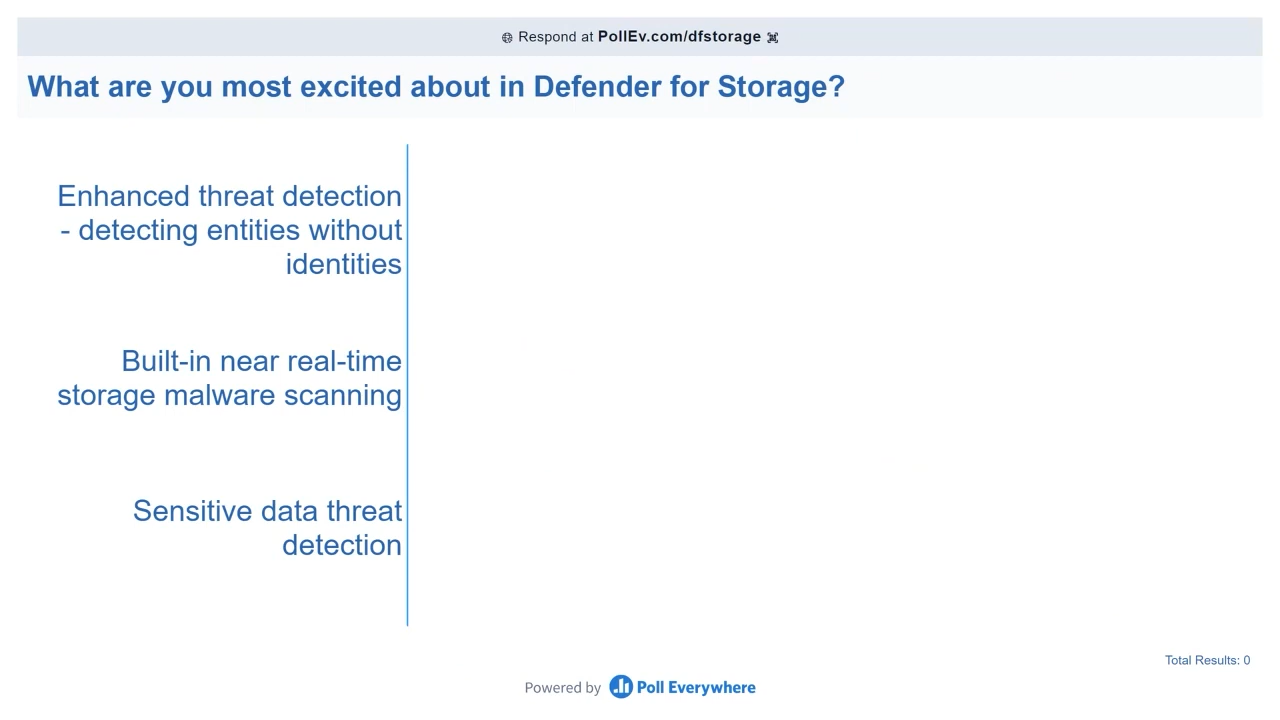 Respond at PollEv.com/dfstorage
What are you most excited about in Defender for Storage?
Enhanced threat detection
- detecting entities without
identities
Built-in near real-time
storage malware scanning
Sensitive data threat
detection
Total Results: 0
Powered by Poll Everywhere